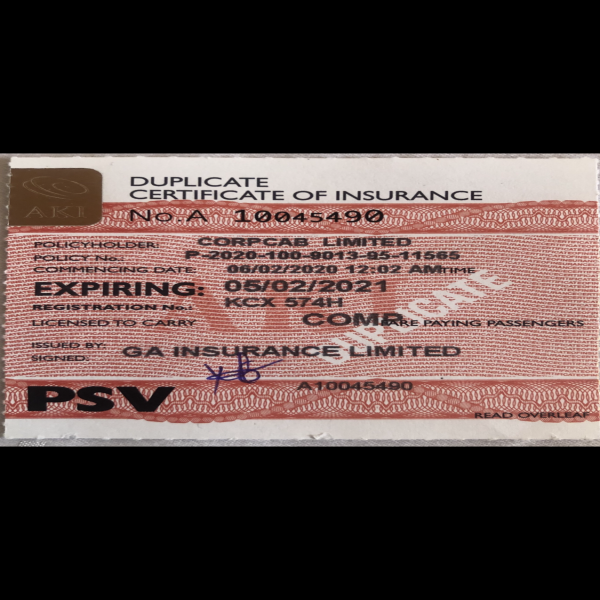 AKI
DUPLICATE
CERTIFICATE OF INSURANCE
No. A 10045490
POLICYHOLDER: CORPCAB LIMITED
POLICY No.: P-2020-100-9013-95-11565
COMMENCING DATE: 06/02/2020 12:02 AM TIME
EXPIRING: 05/02/2021
REGISTRATION No.: KCX 574H
LICENSED TO CARRY COMP. FARE PAYING PASSENGERS
DUPLICATE
ISSUED BY: GA INSURANCE LIMITED
SIGNED:
A10045490
PSV
READ OVERLEAF